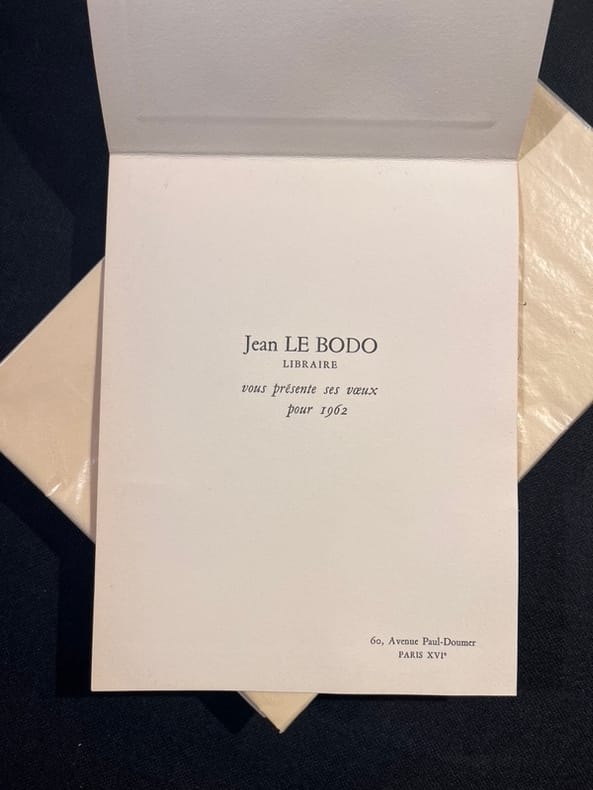 Jean LE BODO
LIBRAIRE
vous présente ses vœux
pour 1962
60, Avenue Paul-Doumer
PARIS XVIᵉ